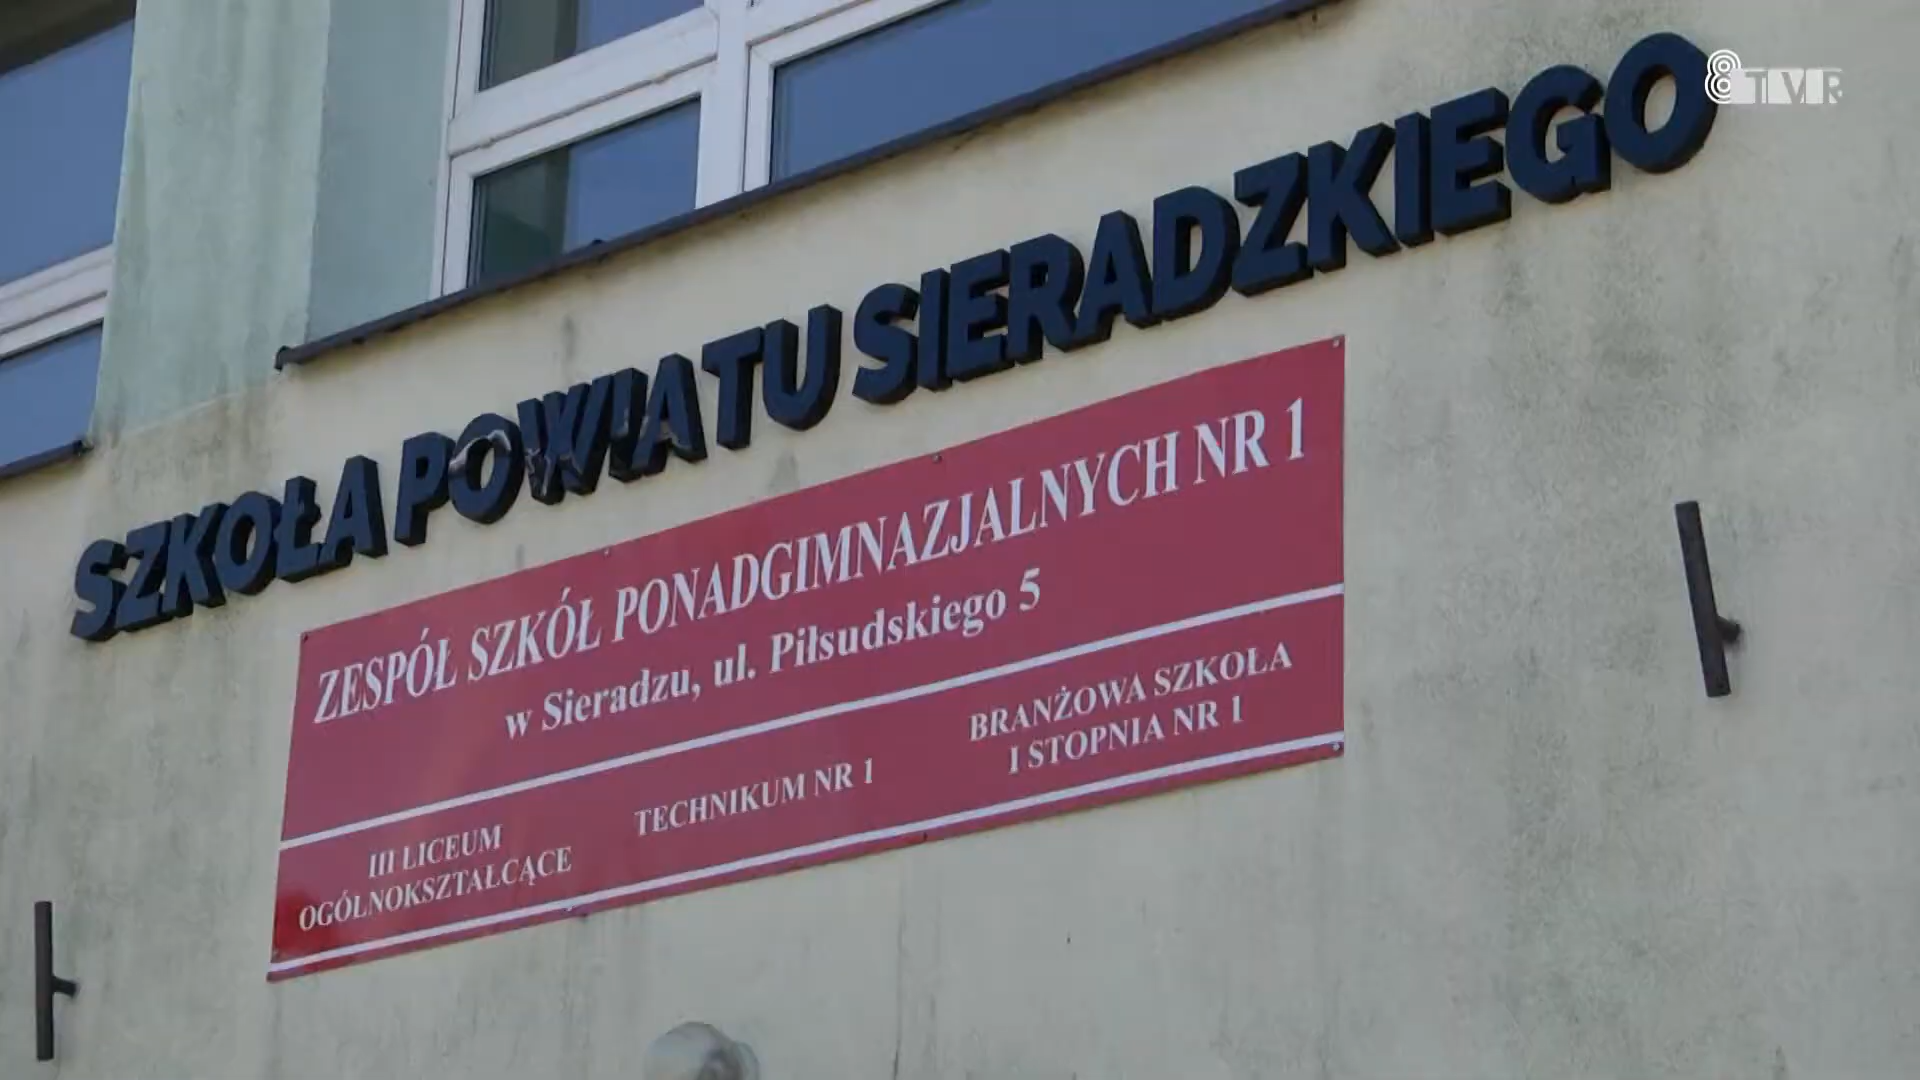 8 TVR
SZKOŁA POWIATU SIERADZKIEGO
ZESPÓŁ SZKÓŁ PONADGIMNAZJALNYCH NR 1
w Sieradzu, ul. Piłsudskiego 5
III LICEUM
OGÓLNOKSZTAŁCĄCE
TECHNIKUM NR 1
BRANŻOWA SZKOŁA
I STOPNIA NR 1